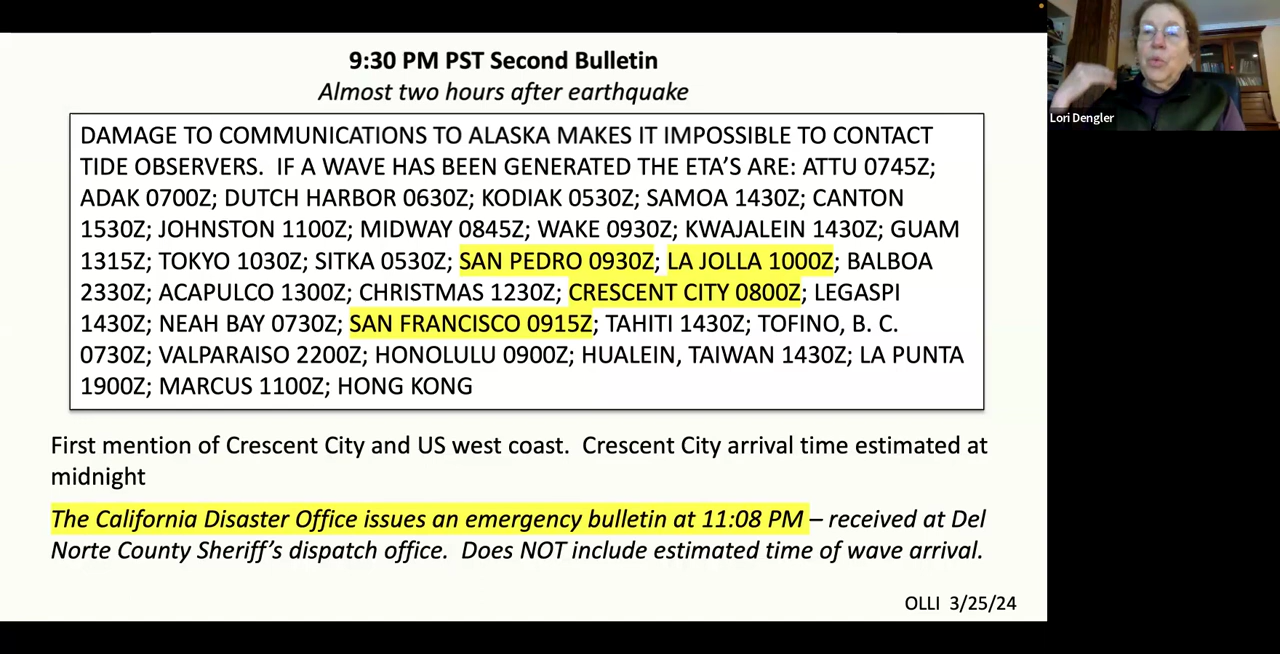 9:30 PM PST Second Bulletin
Almost two hours after earthquake
DAMAGE TO COMMUNICATIONS TO ALASKA MAKES IT IMPOSSIBLE TO CONTACT
TIDE OBSERVERS.  IF A WAVE HAS BEEN GENERATED THE ETA’S ARE: ATTU 0745Z;
ADAK 0700Z; DUTCH HARBOR 0630Z; KODIAK 0530Z; SAMOA 1430Z; CANTON
1530Z; JOHNSTON 1100Z; MIDWAY 0845Z; WAKE 0930Z; KWAJALEIN 1430Z; GUAM
1315Z; TOKYO 1030Z; SITKA 0530Z; SAN PEDRO 0930Z; LA JOLLA 1000Z; BALBOA
2330Z; ACAPULCO 1300Z; CHRISTMAS 1230Z; CRESCENT CITY 0800Z; LEGASPI
1430Z; NEAH BAY 0730Z; SAN FRANCISCO 0915Z; TAHITI 1430Z; TOFINO, B. C.
0730Z; VALPARAISO 2200Z; HONOLULU 0900Z; HUALEIN, TAIWAN 1430Z; LA PUNTA
1900Z; MARCUS 1100Z; HONG KONG
First mention of Crescent City and US west coast.  Crescent City arrival time estimated at
midnight
The California Disaster Office issues an emergency bulletin at 11:08 PM – received at Del
Norte County Sheriff’s dispatch office.  Does NOT include estimated time of wave arrival.
OLLI  3/25/24
Lori Dengler